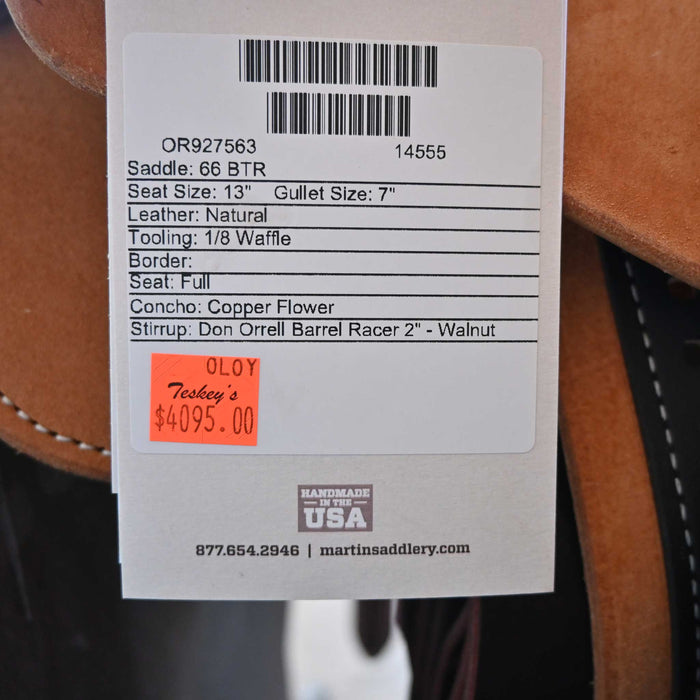 OR927563 14555
Saddle: 66 BTR
Seat Size: 13" Gullet Size: 7"
Leather: Natural
Tooling: 1/8 Waffle
Border:
Seat: Full
Concho: Copper Flower
Stirrup: Don Orrell Barrel Racer 2" - Walnut
OLOY
Teskey's
$4095.00
HANDMADE
IN THE
USA
877.654.2946 | martinsaddlery.com